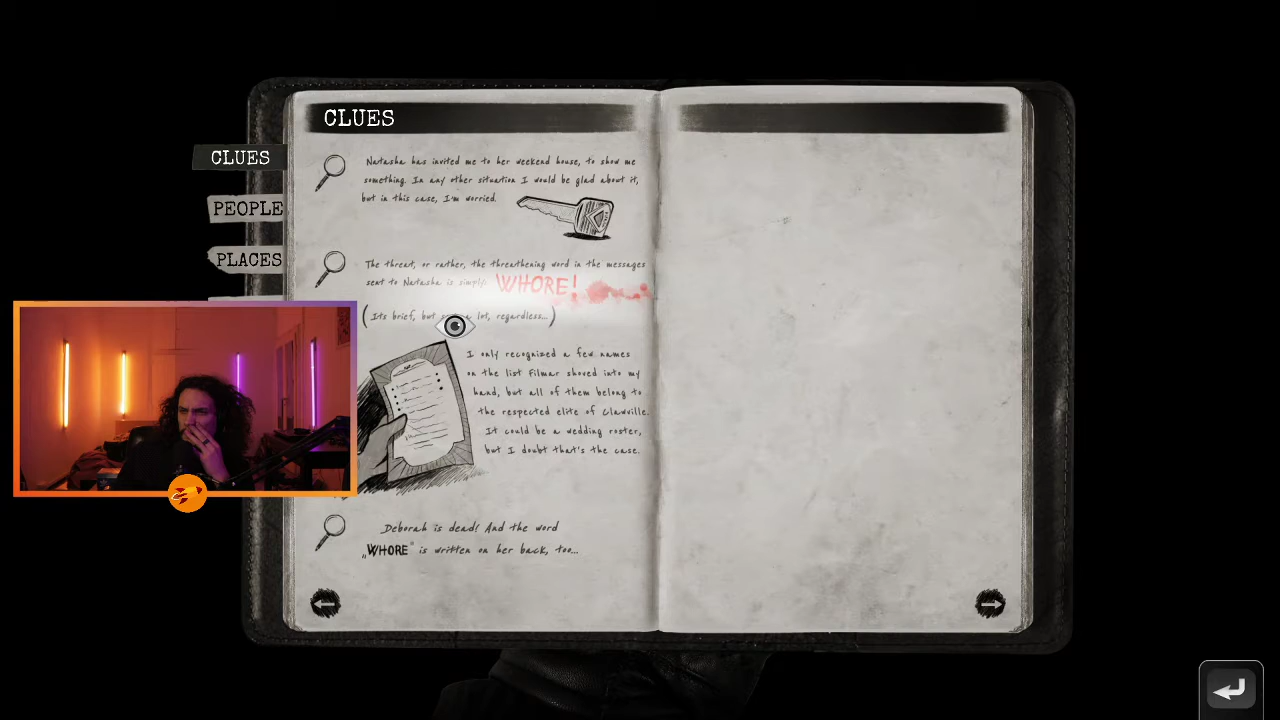 CLUES
CLUES
PEOPLE
PLACES
Natasha has invited me to her weekend house, to show me
something. In any other situation I would be glad about it,
but in this case, I'm worried.
The threat, or rather, the threathening word in the messages
sent to Natasha is simply: WHORE!
(Its brief, but a lot, regardless...)
I only recognized a few names
on the list Filmar shoved into my
hand, but all of them belong to
the respected elite of Clawville.
It could be a wedding roster,
but I doubt that's the case.
Deborah is dead! And the word
„WHORE" is written on her back, too...